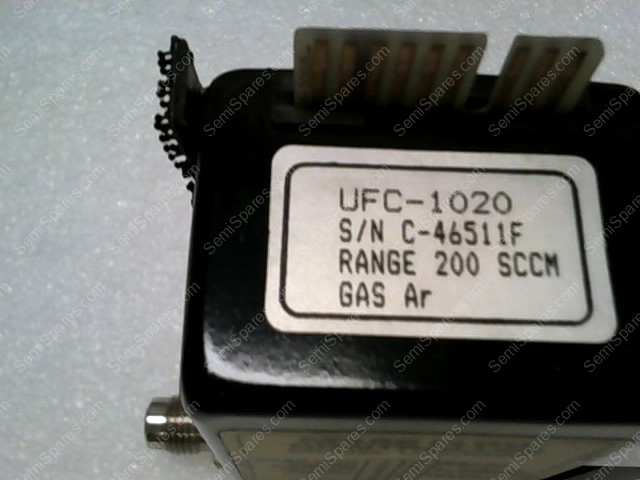 UFC-1020
S/N C-46511F
RANGE 200 SCCM
GAS Ar
SemiSpares.com